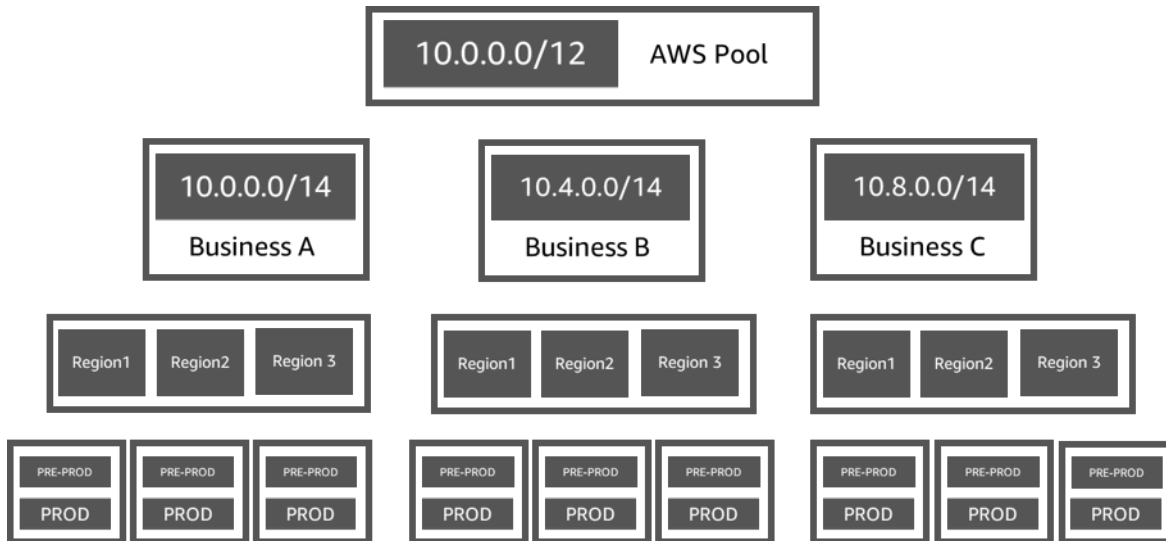 10.0.0.0/12 AWS Pool
10.0.0.0/14 10.4.0.0/14 10.8.0.0/14
Business A Business B Business C
Region1 Region2 Region 3 Region1 Region2 Region 3 Region1 Region2 Region 3
PRE-PROD PRE-PROD PRE-PROD PRE-PROD PRE-PROD PRE-PROD PRE-PROD PRE-PROD PRE-PROD
PROD PROD PROD PROD PROD PROD PROD PROD PROD